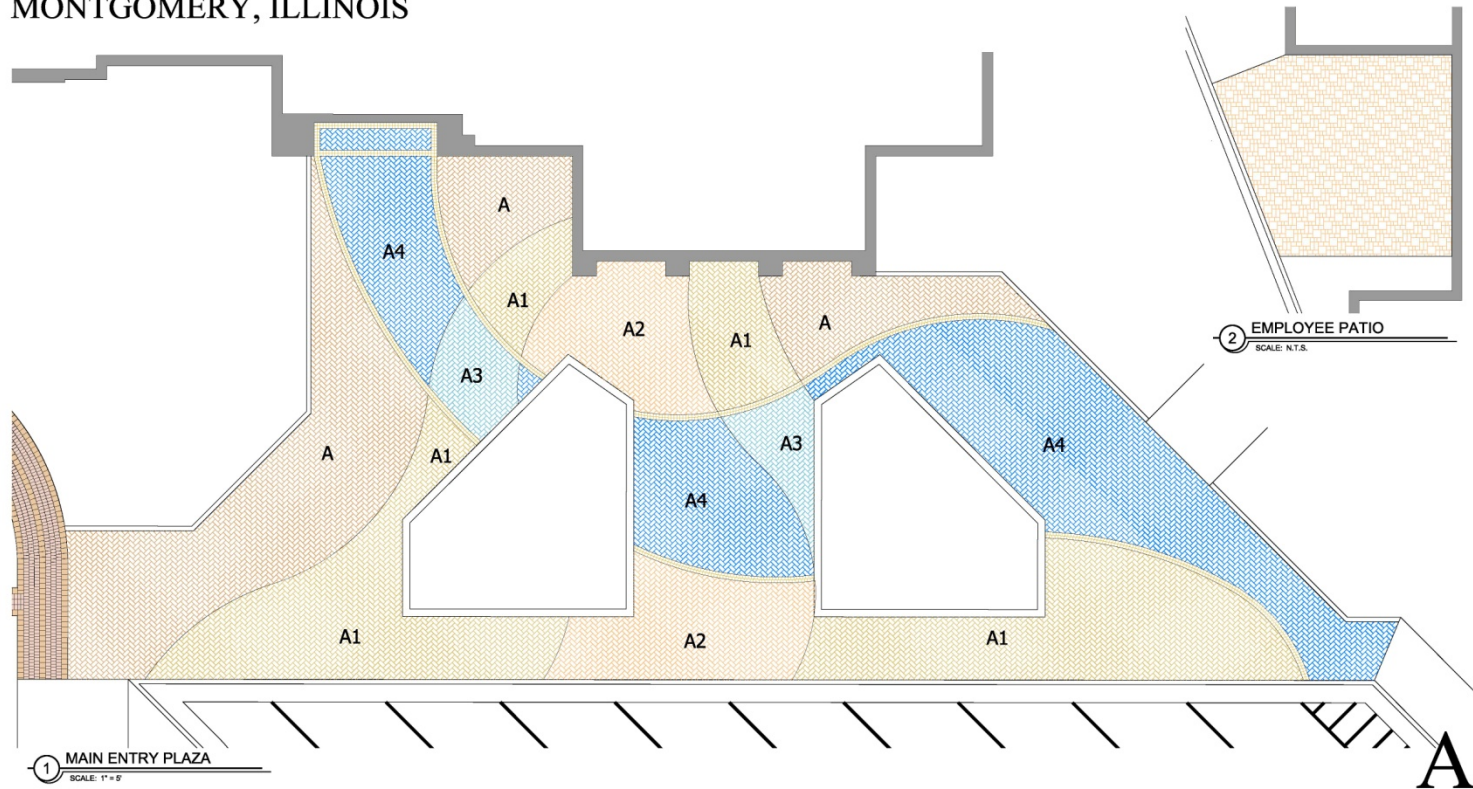 MONTGOMERY, ILLINOIS
A
A4
A1
A2
A1
A
A3
A4
A3
A
A1
A4
A1
A2
A1
2 EMPLOYEE PATIO
SCALE: N.T.S.
1 MAIN ENTRY PLAZA
SCALE: 1" = 5'
A